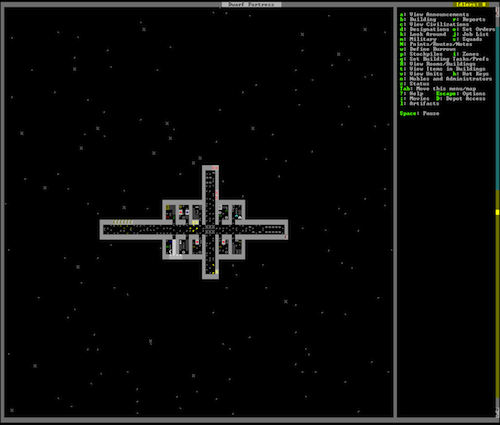 Dwarf Fortress
Idlers: 0
a: View Announcements
b: Building r: Reports
c: View Civilizations
d: Designations o: Set Orders
k: Look Around j: Job List
m: Military s: Squads
N: Points/Routes/Notes
w: Define Burrows
p: Stockpiles i: Zones
q: Set Building Tasks/Prefs
R: View Rooms/Buildings
t: View Items in Buildings
v: View Units h: Hot Keys
n: Nobles and Administrators
z: Status
Tab: Move this menu/map
?: Help Escape: Options
;: Movies D: Depot Access
l: Artifacts
Space: Pause